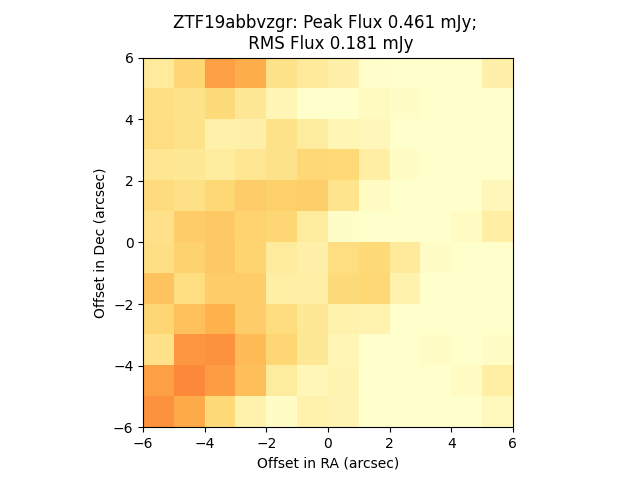 ZTF19abbvzgr: Peak Flux 0.461 mJy;
RMS Flux 0.181 mJy
6
4
2
0
−2
−4
−6
Offset in Dec (arcsec)
−6 −4 −2 0 2 4 6
Offset in RA (arcsec)